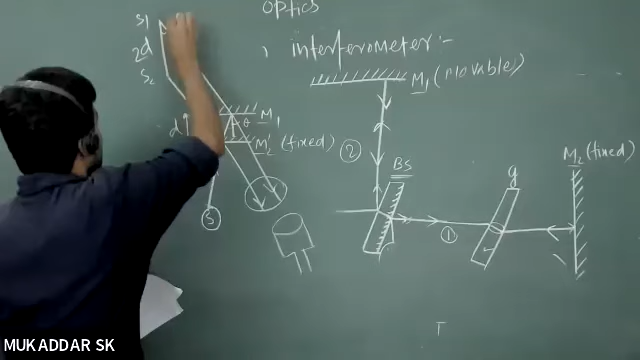 optics
, interferometer :-
S1
2d
S2
d
θ
M1
M2' (fixed)
S
M1 (movable)
②
BS
①
g
M2 (fixed)
MUKADDAR SK